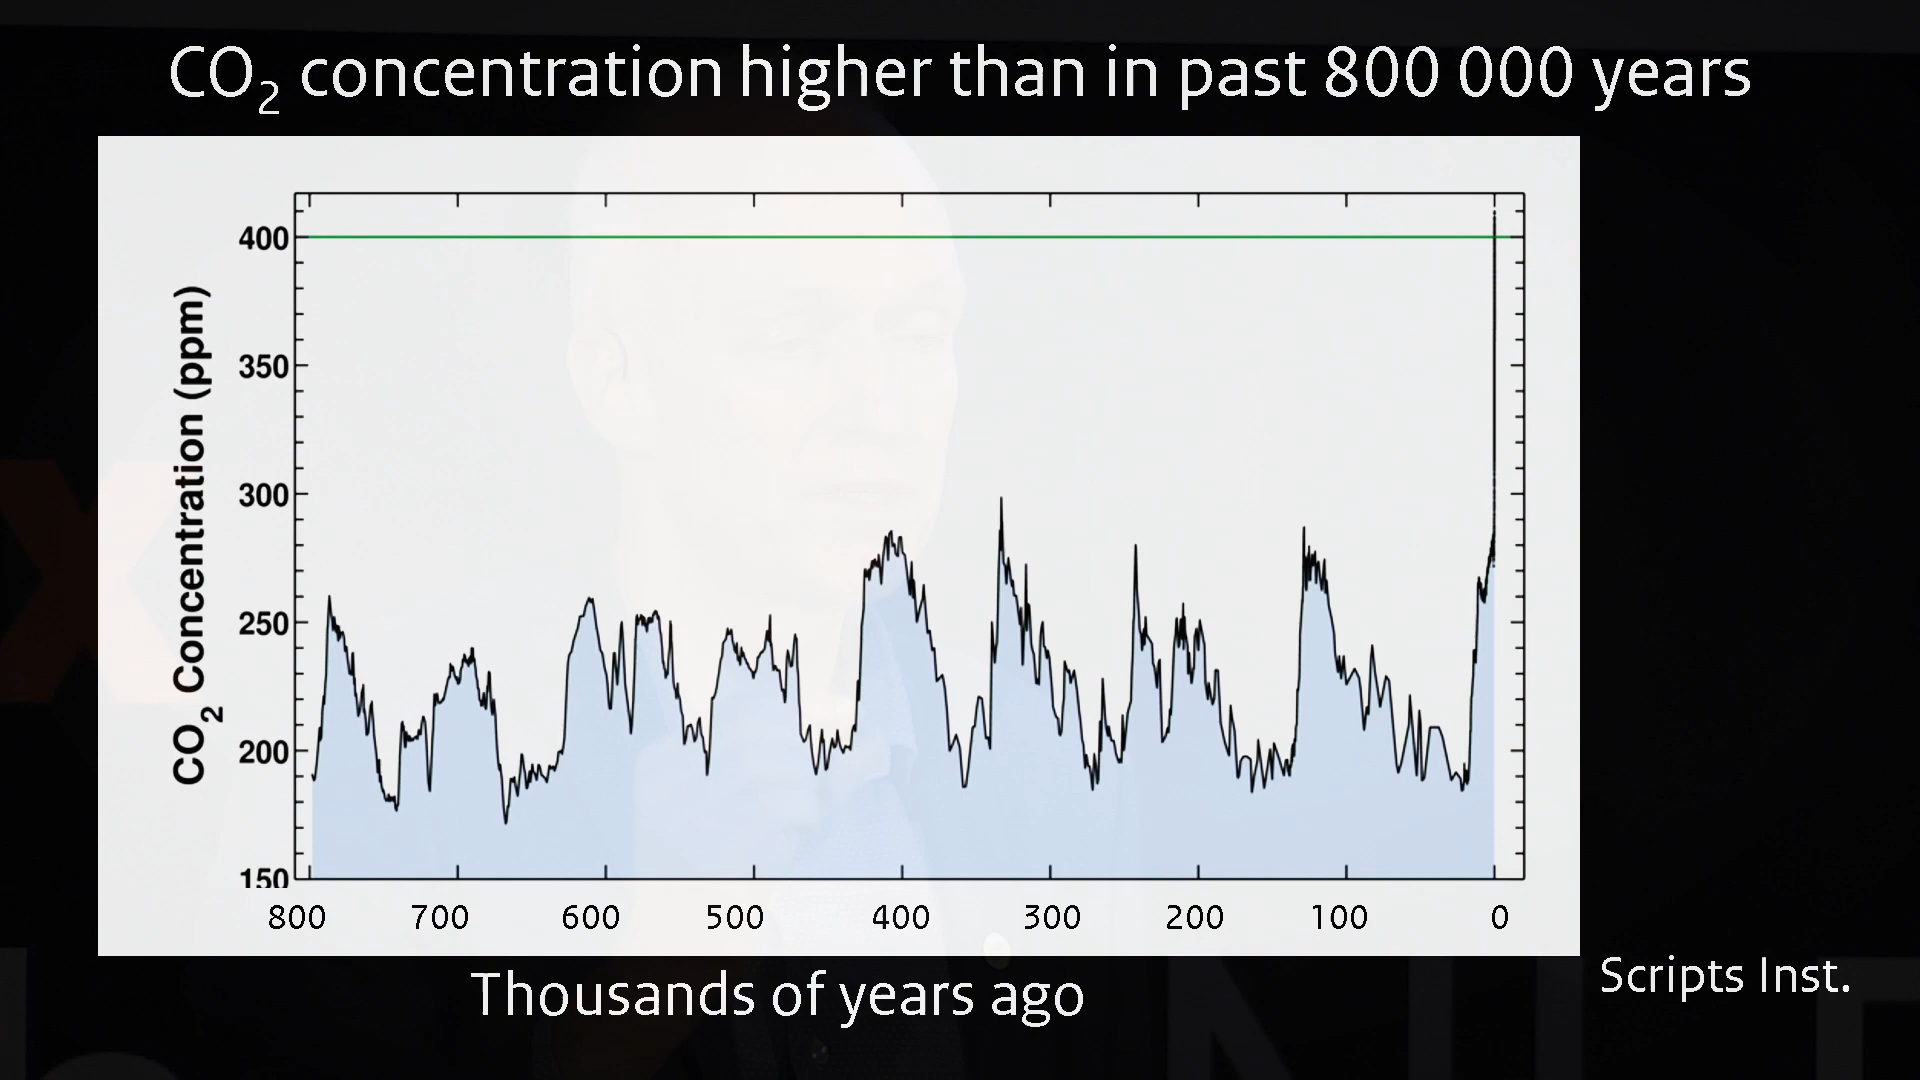 CO2 concentration higher than in past 800 000 years
CO2 Concentration (ppm)
400
350
300
250
200
150
800 700 600 500 400 300 200 100 0
Thousands of years ago
Scripts Inst.